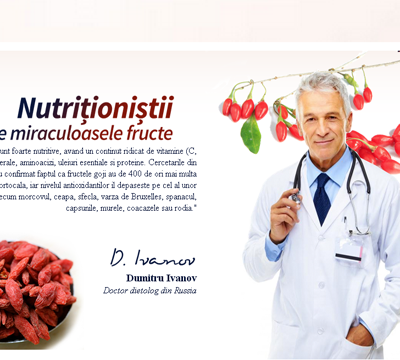 Nutriționiștii
e miraculoasele fructe
unt foarte nutritive, avand un continut ridicat de vitamine (C,
erale, aminoacizi, uleiuri esentiale si proteine. Cercetarile din
u confirmat faptul ca fructele goji au de 400 de ori mai multa
ortocala, iar nivelul antioxidantilor il depaseste pe cel al unor
ecum morcovul, ceapa, sfecla, varza de Bruxelles, spanacul,
capsunile, murele, coacazele sau rodia."
D. Ivanov
Dumitru Ivanov
Doctor dietolog din Rusia